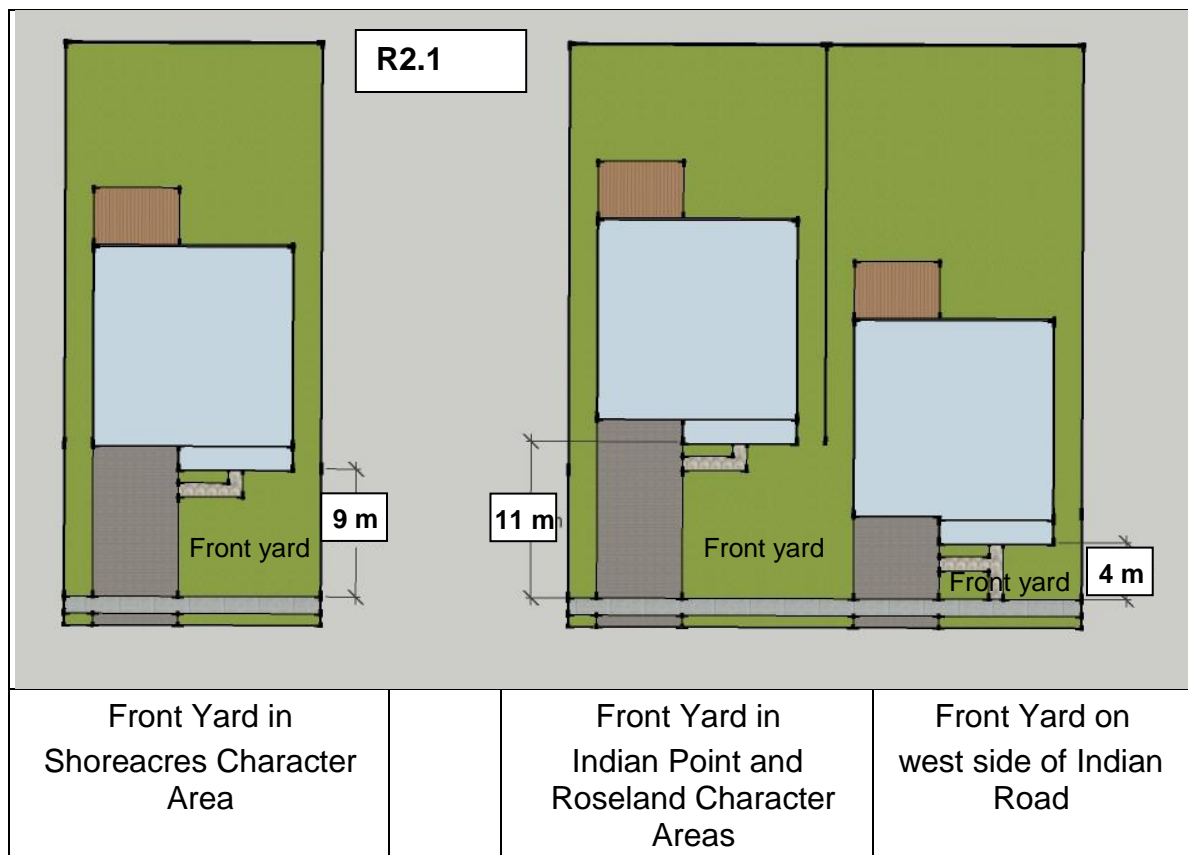 R2.1
9 m
Front yard
11 m
Front yard
Front yard
4 m
Front Yard in
Shoreacres Character
Area
Front Yard in
Indian Point and
Roseland Character
Areas
Front Yard on
west side of Indian
Road